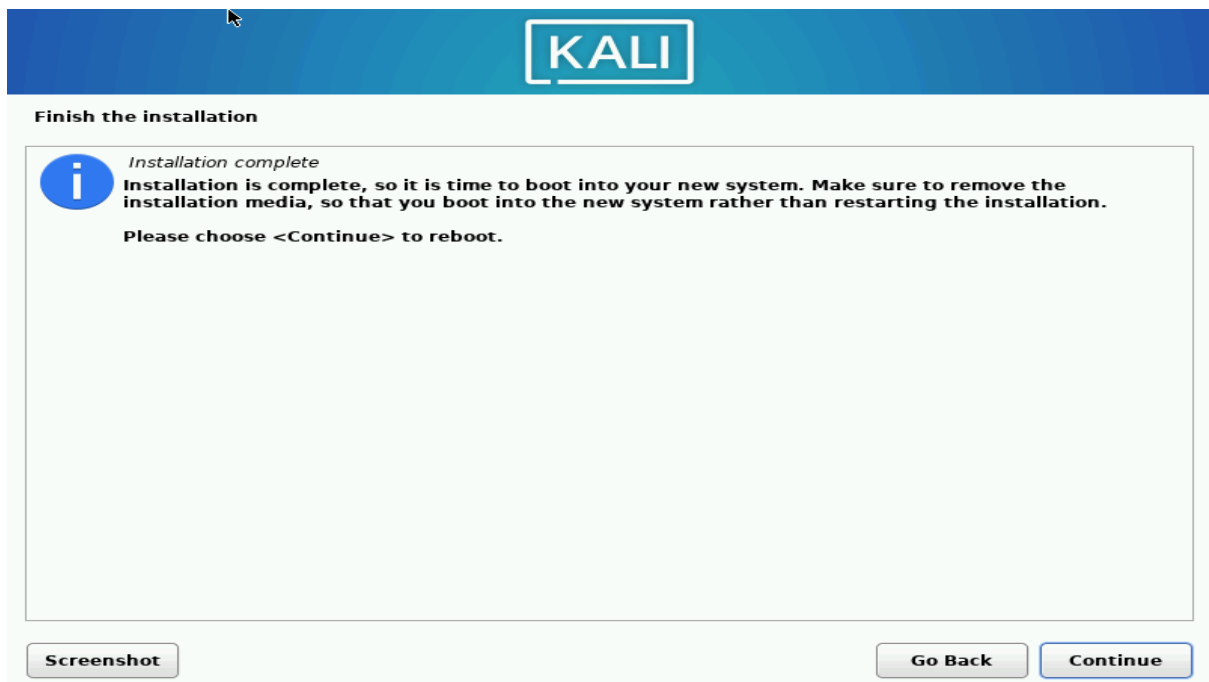 KALI
Finish the installation
i
Installation complete
Installation is complete, so it is time to boot into your new system. Make sure to remove the
installation media, so that you boot into the new system rather than restarting the installation.
Please choose <Continue> to reboot.
Screenshot
Go Back
Continue